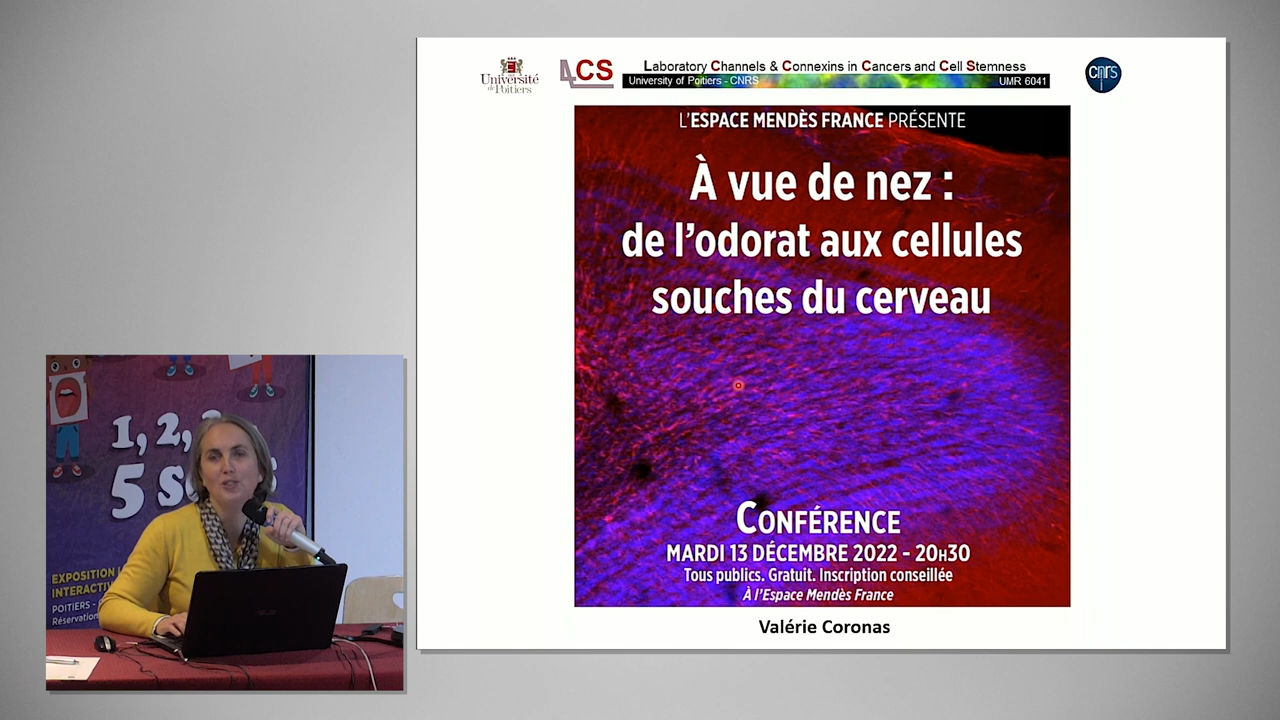 Université
de Poitiers
4CS
Laboratory Channels & Connexins in Cancers and Cell Stemness
University of Poitiers - CNRS
UMR 6041
cnrs
L'ESPACE MENDÈS FRANCE PRÉSENTE
À vue de nez :
de l'odorat aux cellules
souches du cerveau
CONFÉRENCE
MARDI 13 DÉCEMBRE 2022 - 20H30
Tous publics. Gratuit. Inscription conseillée
À l'Espace Mendès France
Valérie Coronas
1, 2, 3
5 S
EXPOSITION
INTERACTIV
POITIERS -
Réservation